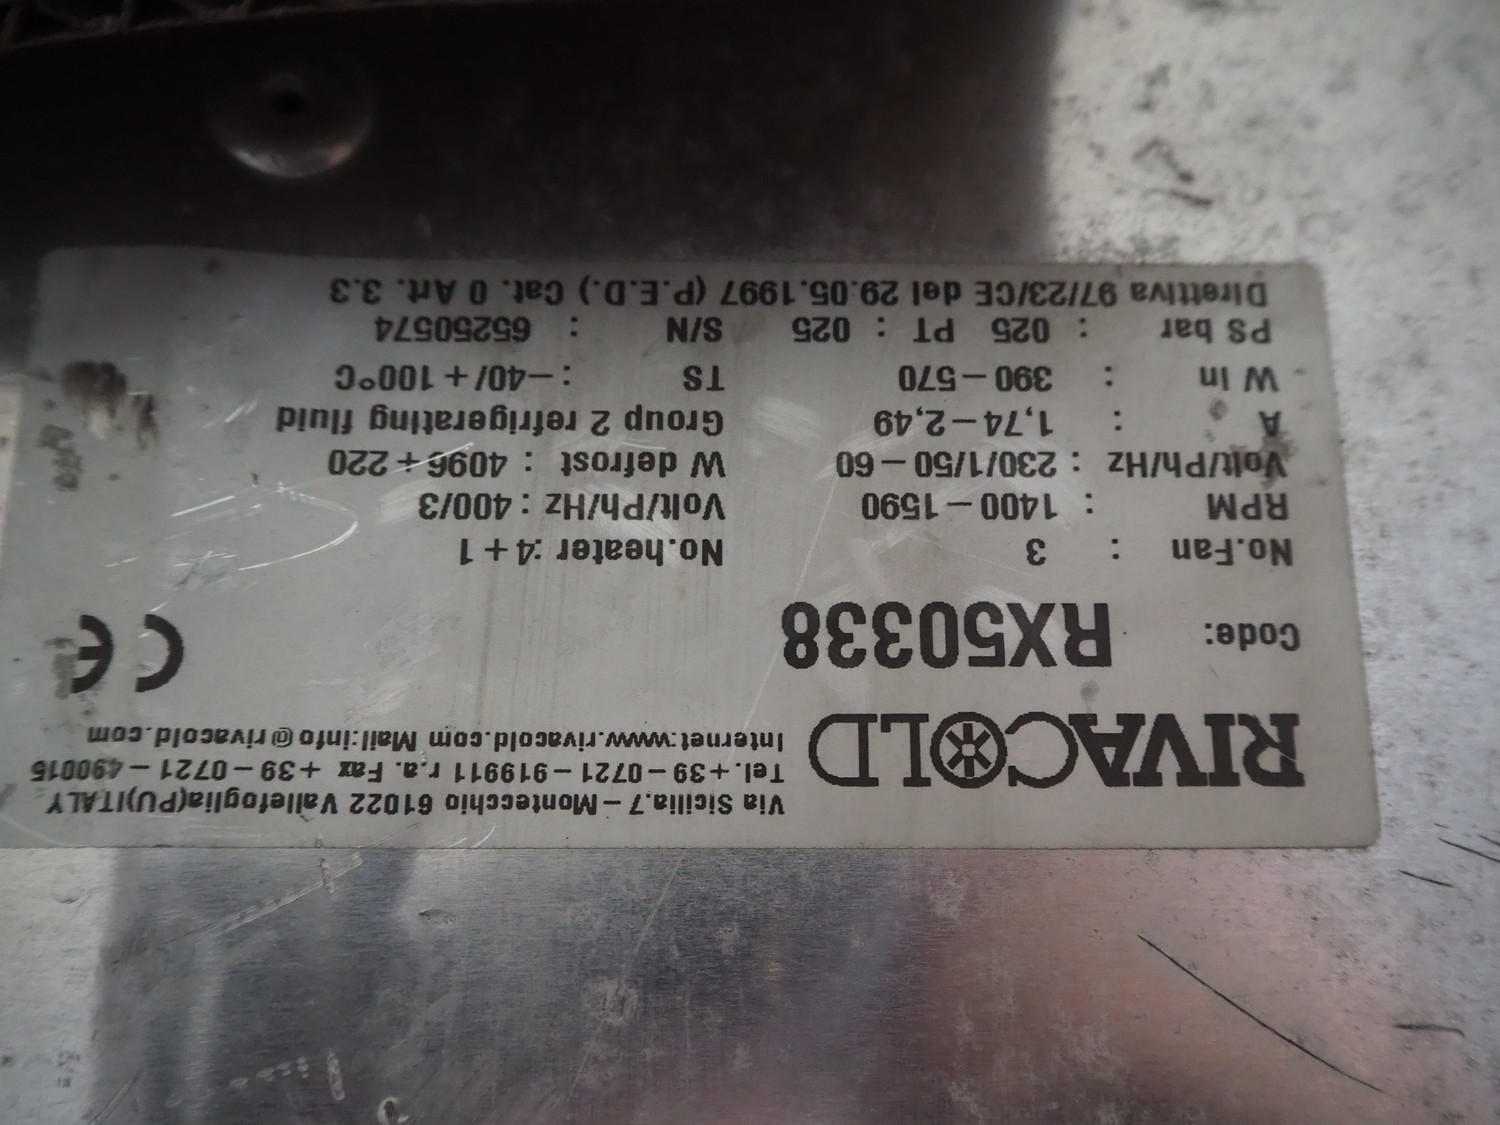 RIVACOLD
Via Sicilia.7-Montecchio 61022 Vallefoglia(PU)ITALY
Tel.+39-0721-919911 r.a. Fax +39-0721-490015
Internet:www.rivacold.com Mail:info@rivacold.com
Code: RX50338 CE
No.Fan : 3 No.heater :4+1
RPM : 1400-1590 Volt/Ph/Hz : 400/3
Volt/Ph/Hz : 230/1/50-60 W defrost : 4096+220
A : 1,74-2,49 Group 2 refrigerating fluid
W in : 390-570 TS :-40/+100°C
PS bar : 025 PT : 025 S/N : 65250574
Direttiva 97/23/CE del 29.05.1997 (P.E.D.) Cat. 0 Art. 3.3